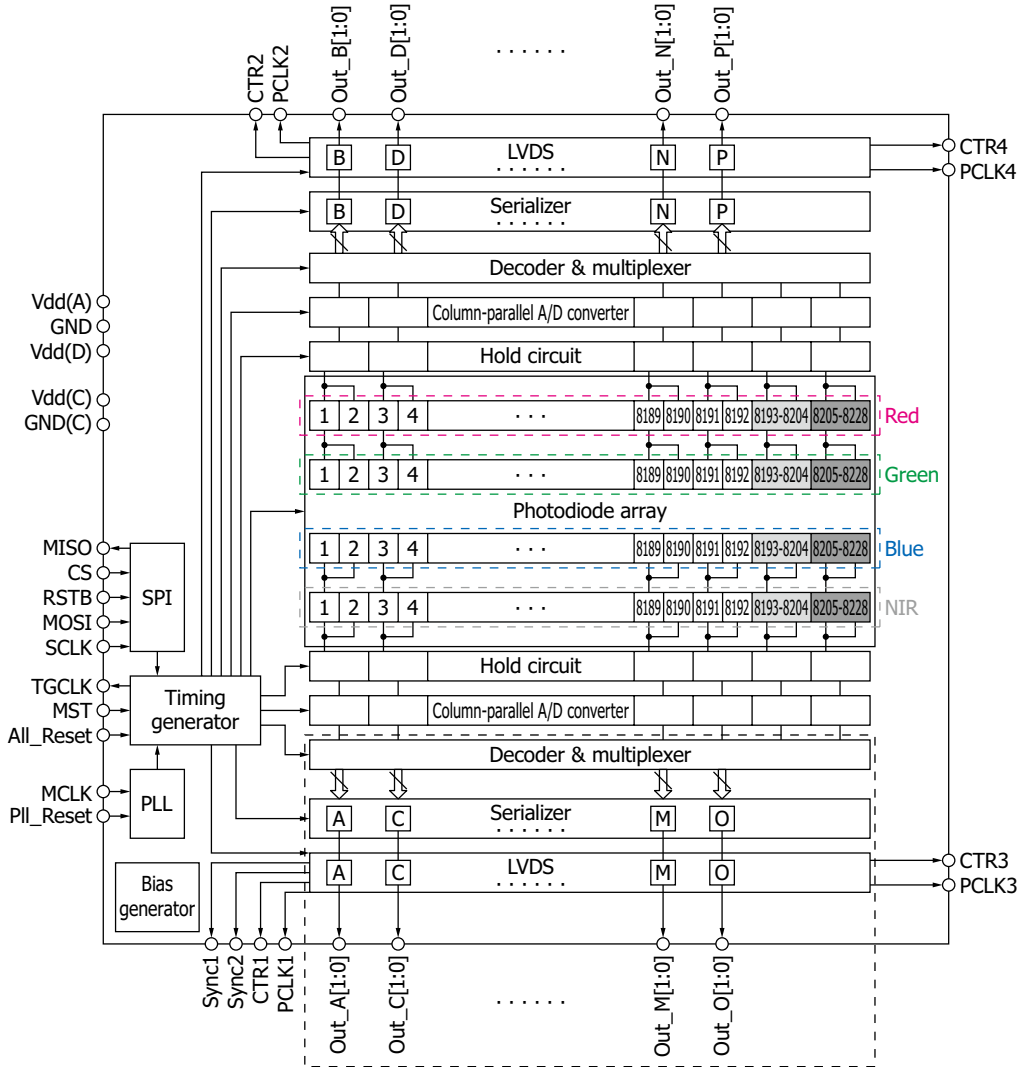 CTR2
PCLK2
Out_B[1:0]
Out_D[1:0]
. . . . . .
Out_N[1:0]
Out_P[1:0]
B
D
LVDS
. . . . . .
N
P
CTR4
PCLK4
B
D
Serializer
. . . . . .
N
P
Decoder & multiplexer
Vdd(A)
GND
Vdd(D)
Vdd(C)
GND(C)
Column-parallel A/D converter
Hold circuit
1 2 3 4 . . . 8189 8190 8191 8192 8193-8204 8205-8228 Red
1 2 3 4 . . . 8189 8190 8191 8192 8193-8204 8205-8228 Green
Photodiode array
1 2 3 4 . . . 8189 8190 8191 8192 8193-8204 8205-8228 Blue
1 2 3 4 . . . 8189 8190 8191 8192 8193-8204 8205-8228 NIR
MISO
CS
RSTB
MOSI
SCLK
SPI
TGCLK
MST
All_Reset
Timing
generator
MCLK
Pll_Reset
PLL
Bias
generator
Hold circuit
Column-parallel A/D converter
Decoder & multiplexer
A
C
Serializer
. . . . . .
M
O
A
C
LVDS
. . . . . .
M
O
CTR3
PCLK3
Sync1
Sync2
CTR1
PCLK1
Out_A[1:0]
Out_C[1:0]
. . . . . .
Out_M[1:0]
Out_O[1:0]